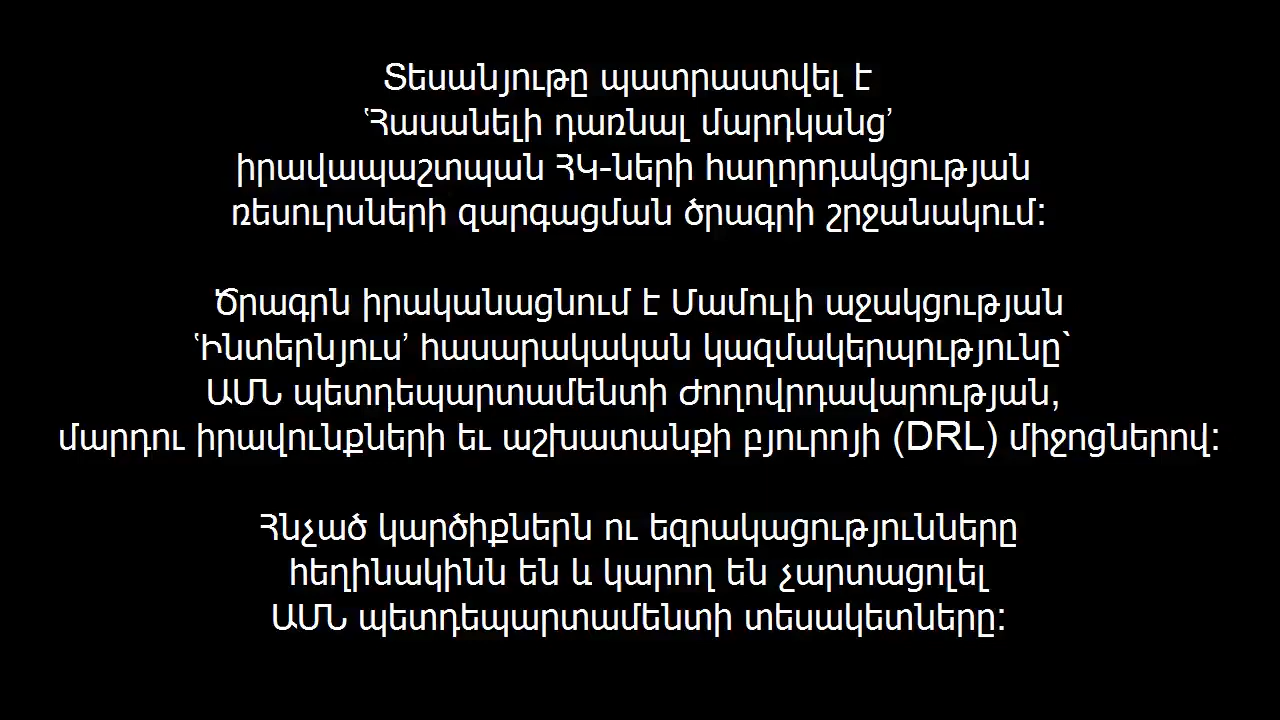 Տեսանյութը պատրաստվել է
՛Հասանելի դառնալ մարդկանց՚
իրավապաշտպան ՀԿ-ների հաղորդակցության
ռեսուրսների զարգացման ծրագրի շրջանակում:
Ծրագրն իրականացնում է Մամուլի աջակցության
՛Ինտերնյուս՚ հասարակական կազմակերպությունը՝
ԱՄՆ պետդեպարտամենտի Ժողովրդավարության,
մարդու իրավունքների եւ աշխատանքի բյուրոյի (DRL) միջոցներով:
Հնչած կարծիքներն ու եզրակացությունները
հեղինակինն են և կարող են չարտացոլել
ԱՄՆ պետդեպարտամենտի տեսակետները: